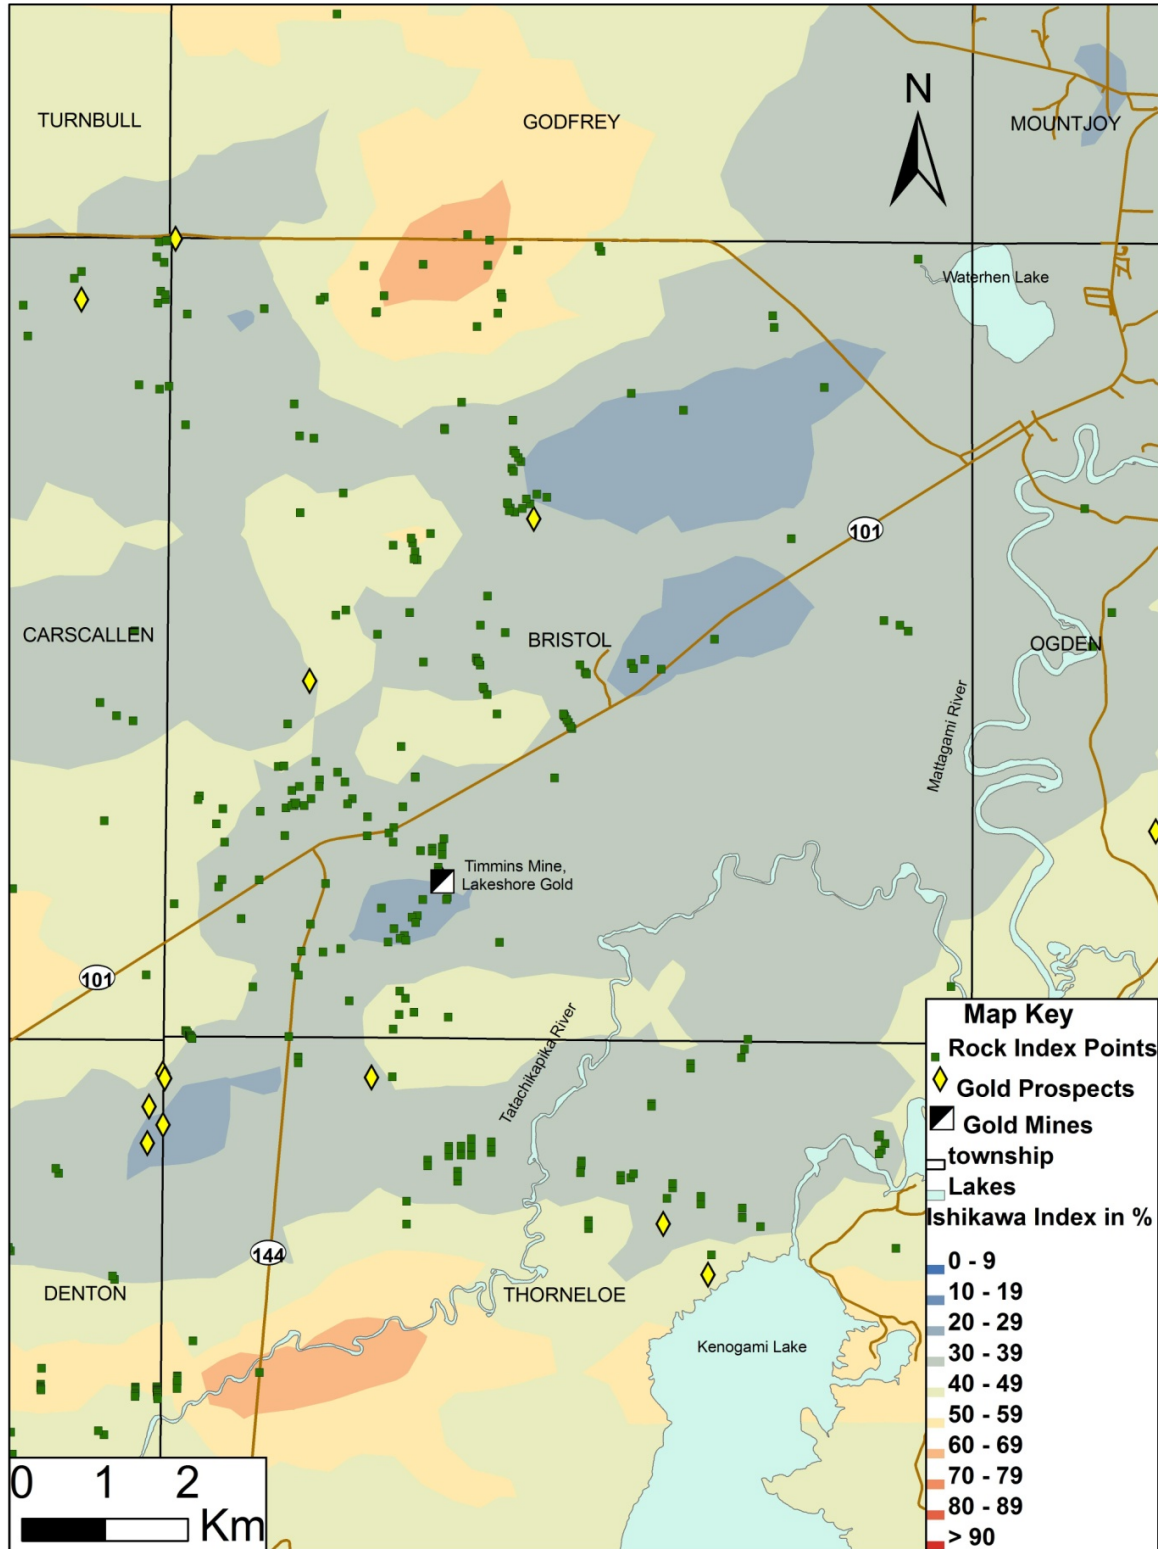 TURNBULL
GODFREY
N
MOUNTJOY
Waterhen Lake
101
CARSCALLEN
BRISTOL
OGDEN
Mattagami River
Timmins Mine,
Lakeshore Gold
101
Tatachikapika River
144
DENTON
THORNELOE
Kenogami Lake
Map Key
Rock Index Points
Gold Prospects
Gold Mines
township
Lakes
Ishikawa Index in %
0 - 9
10 - 19
20 - 29
30 - 39
40 - 49
50 - 59
60 - 69
70 - 79
80 - 89
> 90
0 1 2
Km